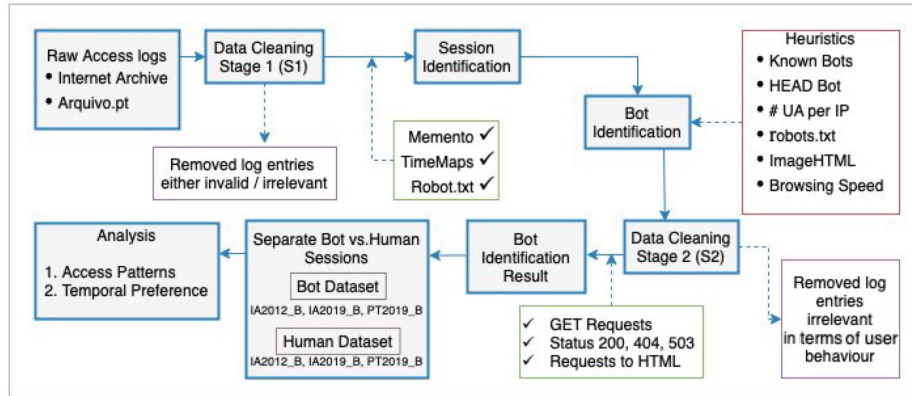 Raw Access logs
• Internet Archive
• Arquivo.pt
Data Cleaning
Stage 1 (S1)
Session
Identification
Heuristics
• Known Bots
• HEAD Bot
• # UA per IP
• robots.txt
• ImageHTML
• Browsing Speed
Bot
Identification
Removed log entries
either invalid / irrelevant
Memento ✓
TimeMaps ✓
Robot.txt ✓
Analysis
1. Access Patterns
2. Temporal Preference
Separate Bot vs.Human
Sessions
Bot Dataset
IA2012_B, IA2019_B, PT2019_B
Human Dataset
IA2012_B, IA2019_B, PT2019_B
Bot
Identification
Result
Data Cleaning
Stage 2 (S2)
✓ GET Requests
✓ Status 200, 404, 503
✓ Requests to HTML
Removed log
entries
irrelevant
in terms of user
behaviour